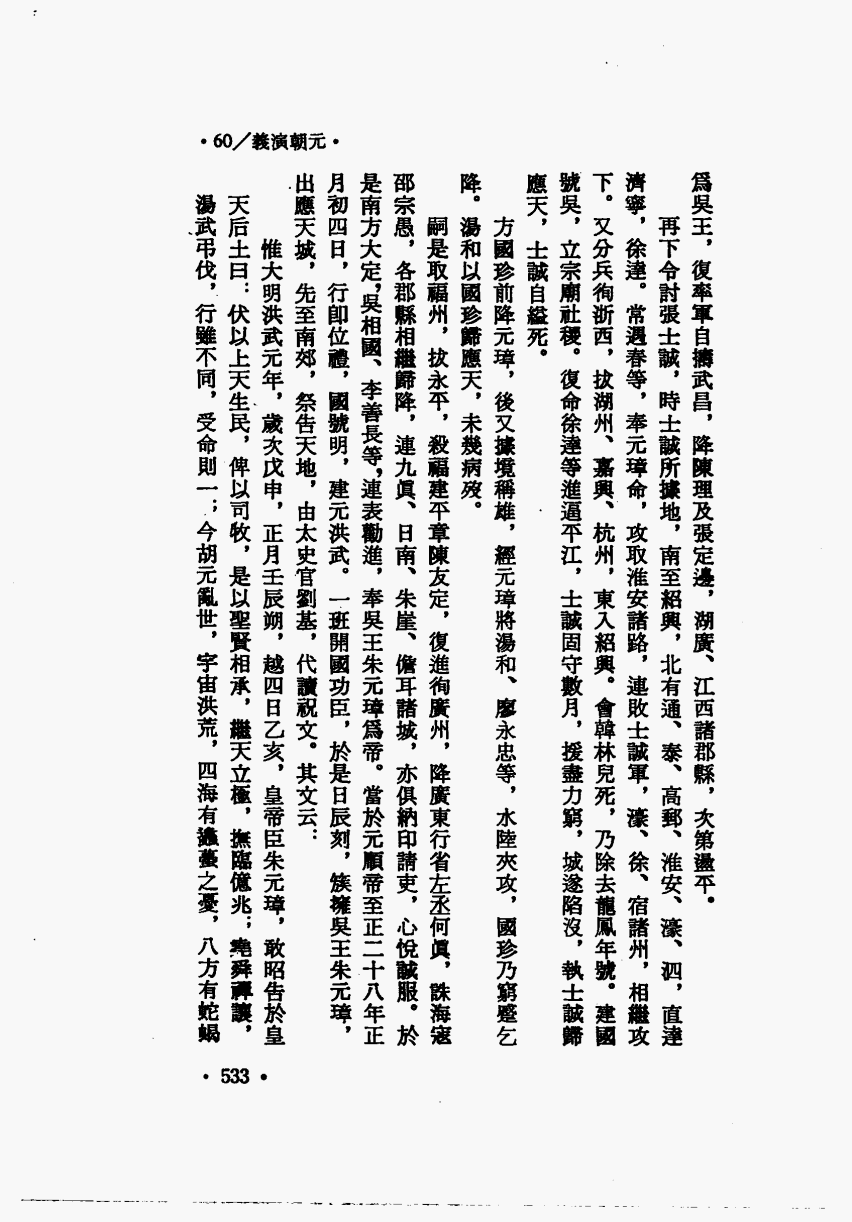 •60／義演朝元•
爲吳王，復率軍自擣武昌，降陳理及張定邊，湖廣、江西諸郡縣，次第盪平。
再下令討張士誠，時士誠所據地，南至紹興，北有通、泰、高郵、淮安、濠、泗，直達
濟寧，徐達。常遇春等，奉元璋命，攻取淮安諸路，連敗士誠軍，濠、徐、宿諸州，相繼攻
下。又分兵徇浙西，拔湖州、嘉興、杭州，東入紹興。會韓林兒死，乃除去龍鳳年號。建國
號吳，立宗廟社稷。復命徐達等進逼平江，士誠固守數月，援盡力窮，城遂陷沒，執士誠歸
應天，士誠自縊死。
方國珍前降元璋，後又據境稱雄，經元璋將湯和、廖永忠等，水陸夾攻，國珍乃窮蹙乞
降。湯和以國珍歸應天，未幾病歿。
嗣是取福州，拔永平，殺福建平章陳友定，復進徇廣州，降廣東行省左丞何眞，誅海寇
邵宗愚，各郡縣相繼歸降，連九眞、日南、朱崖、儋耳諸城，亦俱納印請吏，心悅誠服。於
是南方大定，吳相國、李善長等，連表勸進，奉吳王朱元璋爲帝。當於元順帝至正二十八年正
月初四日，行卽位禮，國號明，建元洪武。一班開國功臣，於是日辰刻，簇擁吳王朱元璋，
出應天城，先至南郊，祭告天地，由太史官劉基，代讀祝文。其文云：
惟大明洪武元年，歲次戊申，正月壬辰朔，越四日乙亥，皇帝臣朱元璋，敢昭告於皇
天后土曰：伏以上天生民，俾以司牧，是以聖賢相承，繼天立極，撫臨億兆；堯舜禪讓，
湯武弔伐，行雖不同，受命則一；今胡元亂世，宇宙洪荒，四海有蠭蠆之憂，八方有蛇蝎
•533•